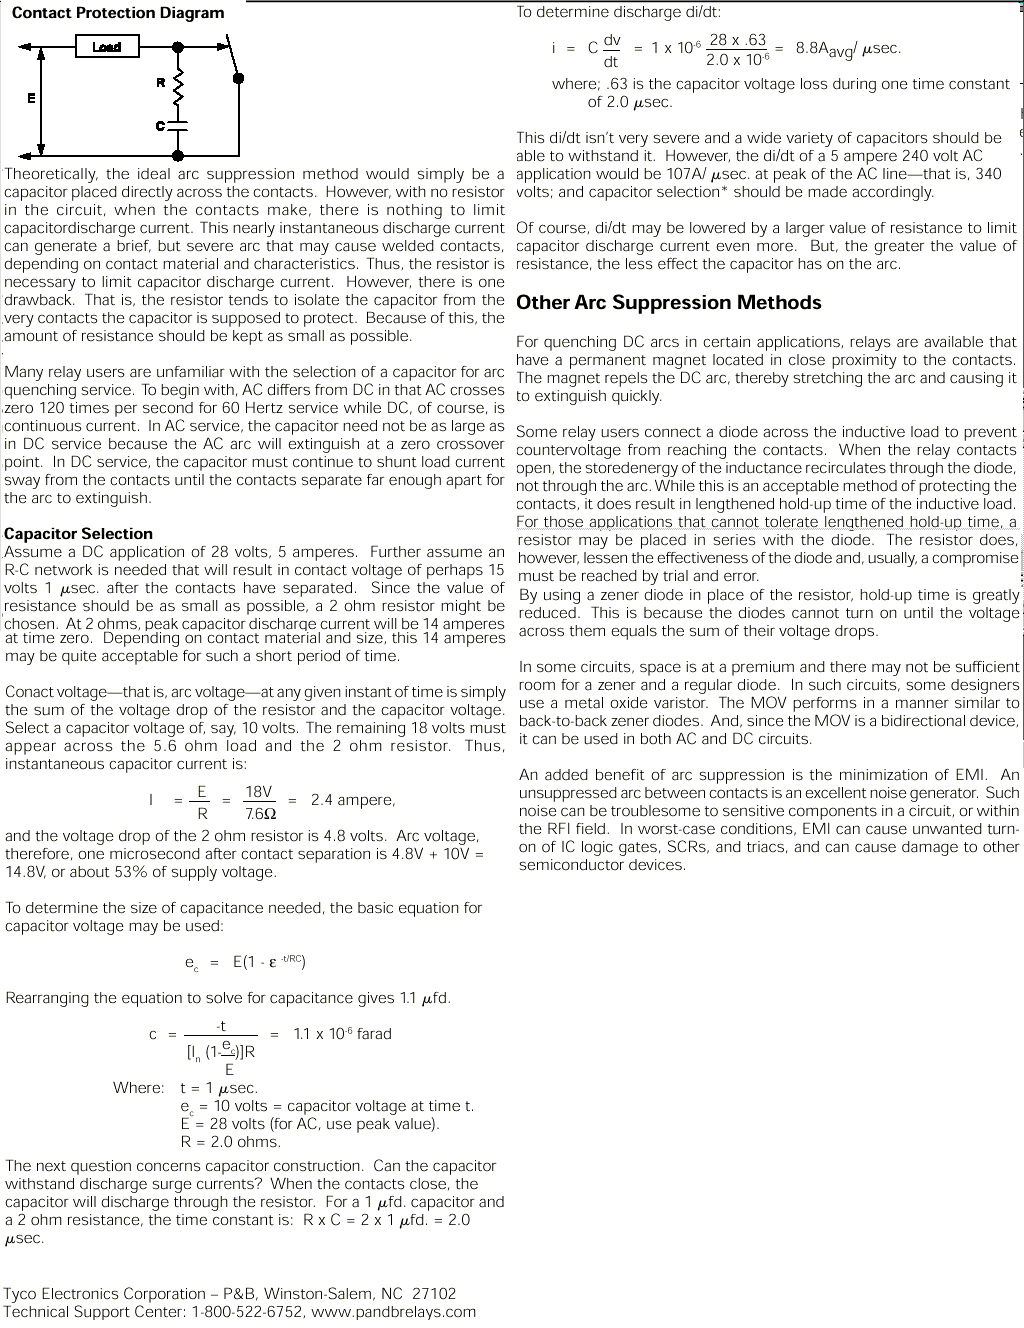 Contact Protection Diagram
Load
R
E
C
Theoretically, the ideal arc suppression method would simply be a
capacitor placed directly across the contacts. However, with no resistor
in the circuit, when the contacts make, there is nothing to limit
capacitordischarge current. This nearly instantaneous discharge current
can generate a brief, but severe arc that may cause welded contacts,
depending on contact material and characteristics. Thus, the resistor is
necessary to limit capacitor discharge current. However, there is one
drawback. That is, the resistor tends to isolate the capacitor from the
very contacts the capacitor is supposed to protect. Because of this, the
amount of resistance should be kept as small as possible.
Many relay users are unfamiliar with the selection of a capacitor for arc
quenching service. To begin with, AC differs from DC in that AC crosses
zero 120 times per second for 60 Hertz service while DC, of course, is
continuous current. In AC service, the capacitor need not be as large as
in DC service because the AC arc will extinguish at a zero crossover
point. In DC service, the capacitor must continue to shunt load current
sway from the contacts until the contacts separate far enough apart for
the arc to extinguish.
Capacitor Selection
Assume a DC application of 28 volts, 5 amperes. Further assume an
R-C network is needed that will result in contact voltage of perhaps 15
volts 1 µsec. after the contacts have separated. Since the value of
resistance should be as small as possible, a 2 ohm resistor might be
chosen. At 2 ohms, peak capacitor discharge current will be 14 amperes
at time zero. Depending on contact material and size, this 14 amperes
may be quite acceptable for such a short period of time.
Conact voltage—that is, arc voltage—at any given instant of time is simply
the sum of the voltage drop of the resistor and the capacitor voltage.
Select a capacitor voltage of, say, 10 volts. The remaining 18 volts must
appear across the 5.6 ohm load and the 2 ohm resistor. Thus,
instantaneous capacitor current is:
I = E/R = 18V/7.6Ω = 2.4 ampere,
and the voltage drop of the 2 ohm resistor is 4.8 volts. Arc voltage,
therefore, one microsecond after contact separation is 4.8V + 10V =
14.8V, or about 53% of supply voltage.
To determine the size of capacitance needed, the basic equation for
capacitor voltage may be used:
e_c = E(1 - ε^-t/RC)
Rearranging the equation to solve for capacitance gives 1.1 µfd.
c = -t/[l_n (1-e_c/E)]R = 1.1 x 10^-6 farad
Where: t = 1 µsec.
e_c = 10 volts = capacitor voltage at time t.
E = 28 volts (for AC, use peak value).
R = 2.0 ohms.
The next question concerns capacitor construction. Can the capacitor
withstand discharge surge currents? When the contacts close, the
capacitor will discharge through the resistor. For a 1 µfd. capacitor and
a 2 ohm resistance, the time constant is: R x C = 2 x 1 µfd. = 2.0
µsec.
To determine discharge di/dt:
i = C dv/dt = 1 x 10^-6 28 x .63/2.0 x 10^-6 = 8.8A_avg/ µsec.
where; .63 is the capacitor voltage loss during one time constant
of 2.0 µsec.
This di/dt isn't very severe and a wide variety of capacitors should be
able to withstand it. However, the di/dt of a 5 ampere 240 volt AC
application would be 107A/ µsec. at peak of the AC line—that is, 340
volts; and capacitor selection* should be made accordingly.
Of course, di/dt may be lowered by a larger value of resistance to limit
capacitor discharge current even more. But, the greater the value of
resistance, the less effect the capacitor has on the arc.
Other Arc Suppression Methods
For quenching DC arcs in certain applications, relays are available that
have a permanent magnet located in close proximity to the contacts.
The magnet repels the DC arc, thereby stretching the arc and causing it
to extinguish quickly.
Some relay users connect a diode across the inductive load to prevent
countervoltage from reaching the contacts. When the relay contacts
open, the storedenergy of the inductance recirculates through the diode,
not through the arc. While this is an acceptable method of protecting the
contacts, it does result in lengthened hold-up time of the inductive load.
For those applications that cannot tolerate lengthened hold-up time, a
resistor may be placed in series with the diode. The resistor does,
however, lessen the effectiveness of the diode and, usually, a compromise
must be reached by trial and error.
By using a zener diode in place of the resistor, hold-up time is greatly
reduced. This is because the diodes cannot turn on until the voltage
across them equals the sum of their voltage drops.
In some circuits, space is at a premium and there may not be sufficient
room for a zener and a regular diode. In such circuits, some designers
use a metal oxide varistor. The MOV performs in a manner similar to
back-to-back zener diodes. And, since the MOV is a bidirectional device,
it can be used in both AC and DC circuits.
An added benefit of arc suppression is the minimization of EMI. An
unsuppressed arc between contacts is an excellent noise generator. Such
noise can be troublesome to sensitive components in a circuit, or within
the RFI field. In worst-case conditions, EMI can cause unwanted turn-
on of IC logic gates, SCRs, and triacs, and can cause damage to other
semiconductor devices.
Tyco Electronics Corporation – P&B, Winston-Salem, NC 27102
Technical Support Center: 1-800-522-6752, www.pandbrelays.com